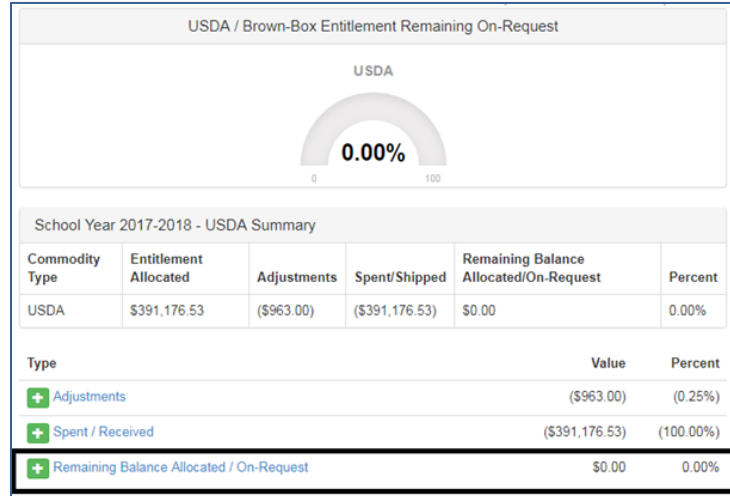 USDA / Brown-Box Entitlement Remaining On-Request
USDA
0.00%
0 100
School Year 2017-2018 - USDA Summary
Commodity Type Entitlement Allocated Adjustments Spent/Shipped Remaining Balance Allocated/On-Request Percent
USDA $391,176.53 ($963.00) ($391,176.53) $0.00 0.00%
Type Value Percent
Adjustments ($963.00) (0.25%)
Spent / Received ($391,176.53) (100.00%)
Remaining Balance Allocated / On-Request $0.00 0.00%